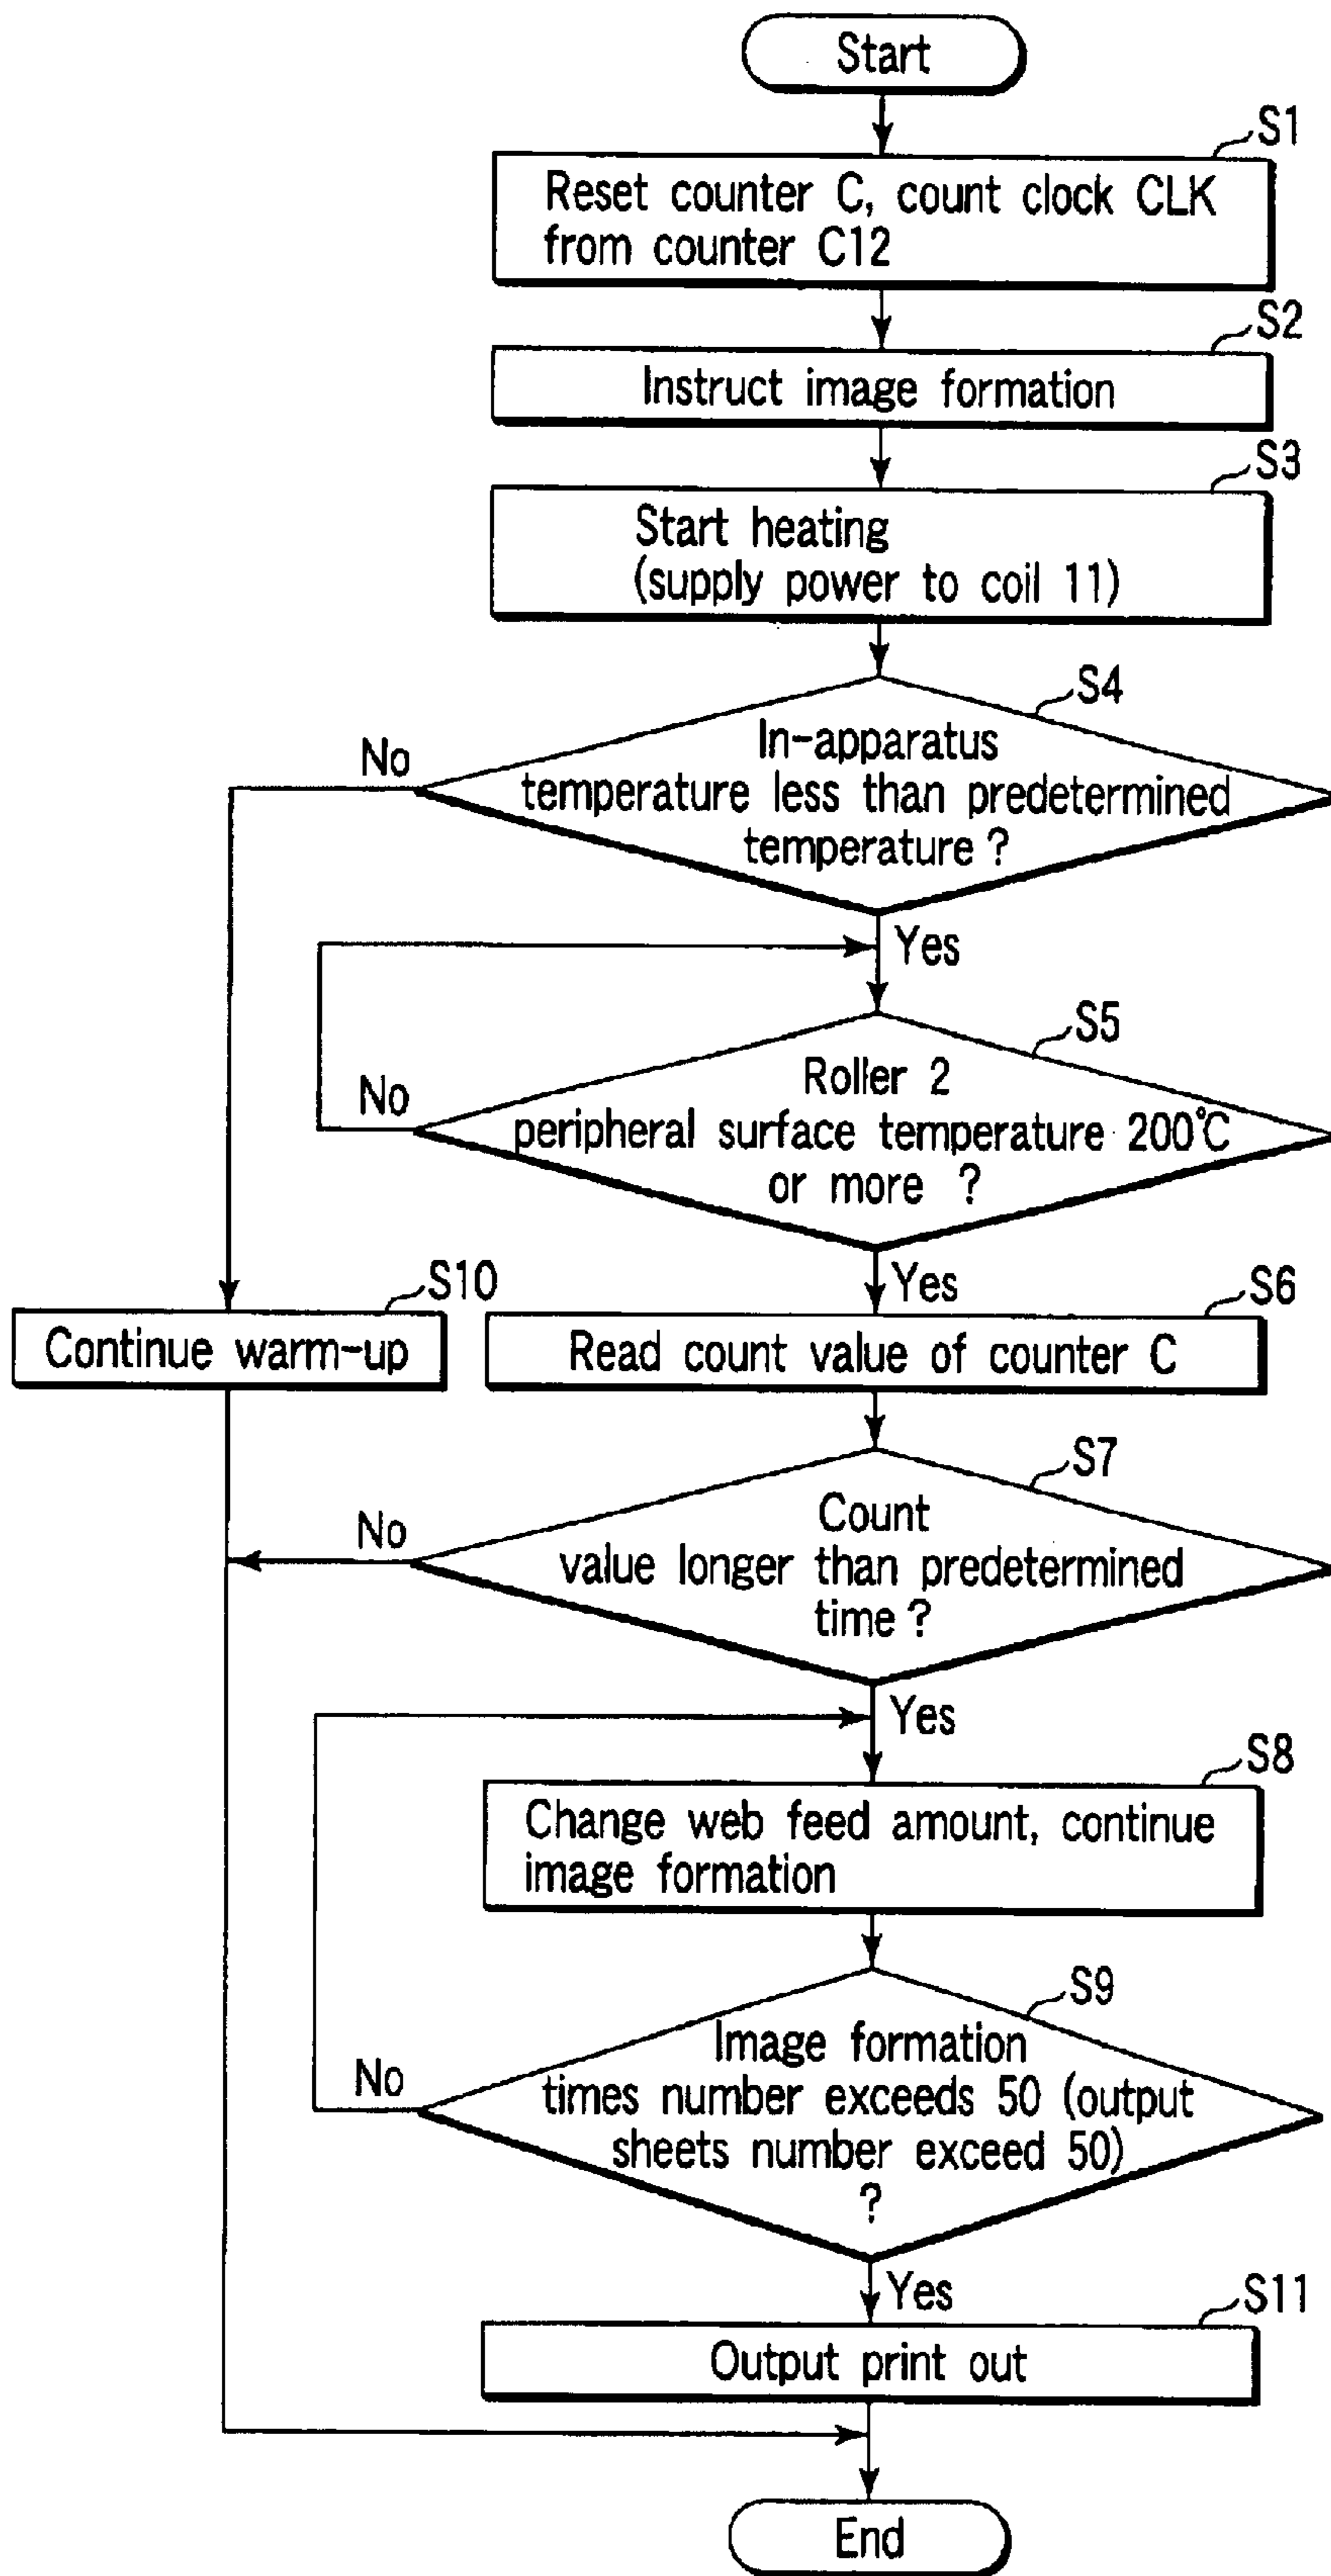 Start
S1
Reset counter C, count clock CLK
from counter C12
S2
Instruct image formation
S3
Start heating
(supply power to coil 11)
S4
In-apparatus
temperature less than predetermined
temperature ?
No
Yes
S5
Roller 2
peripheral surface temperature 200°C
or more ?
No
Yes
S10
Continue warm-up
S6
Read count value of counter C
S7
Count
value longer than predetermined
time ?
No
Yes
S8
Change web feed amount, continue
image formation
S9
Image formation
times number exceeds 50 (output
sheets number exceed 50)
?
No
Yes
S11
Output print out
End